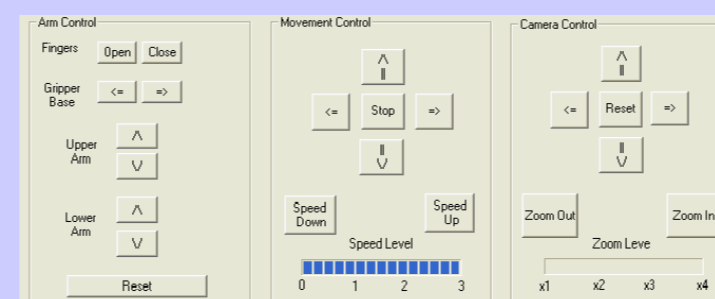 Arm Control
Fingers
Open
Close
Gripper
Base
<=
=>
Upper
Arm
/\
\/
Lower
Arm
/\
\/
Reset
Movement Control
/\
||
<=
Stop
=>
||
\/
Speed
Down
Speed
Up
Speed Level
0 1 2 3
Camera Control
/\
||
<=
Reset
=>
||
\/
Zoom Out
Zoom In
Zoom Leve
x1 x2 x3 x4